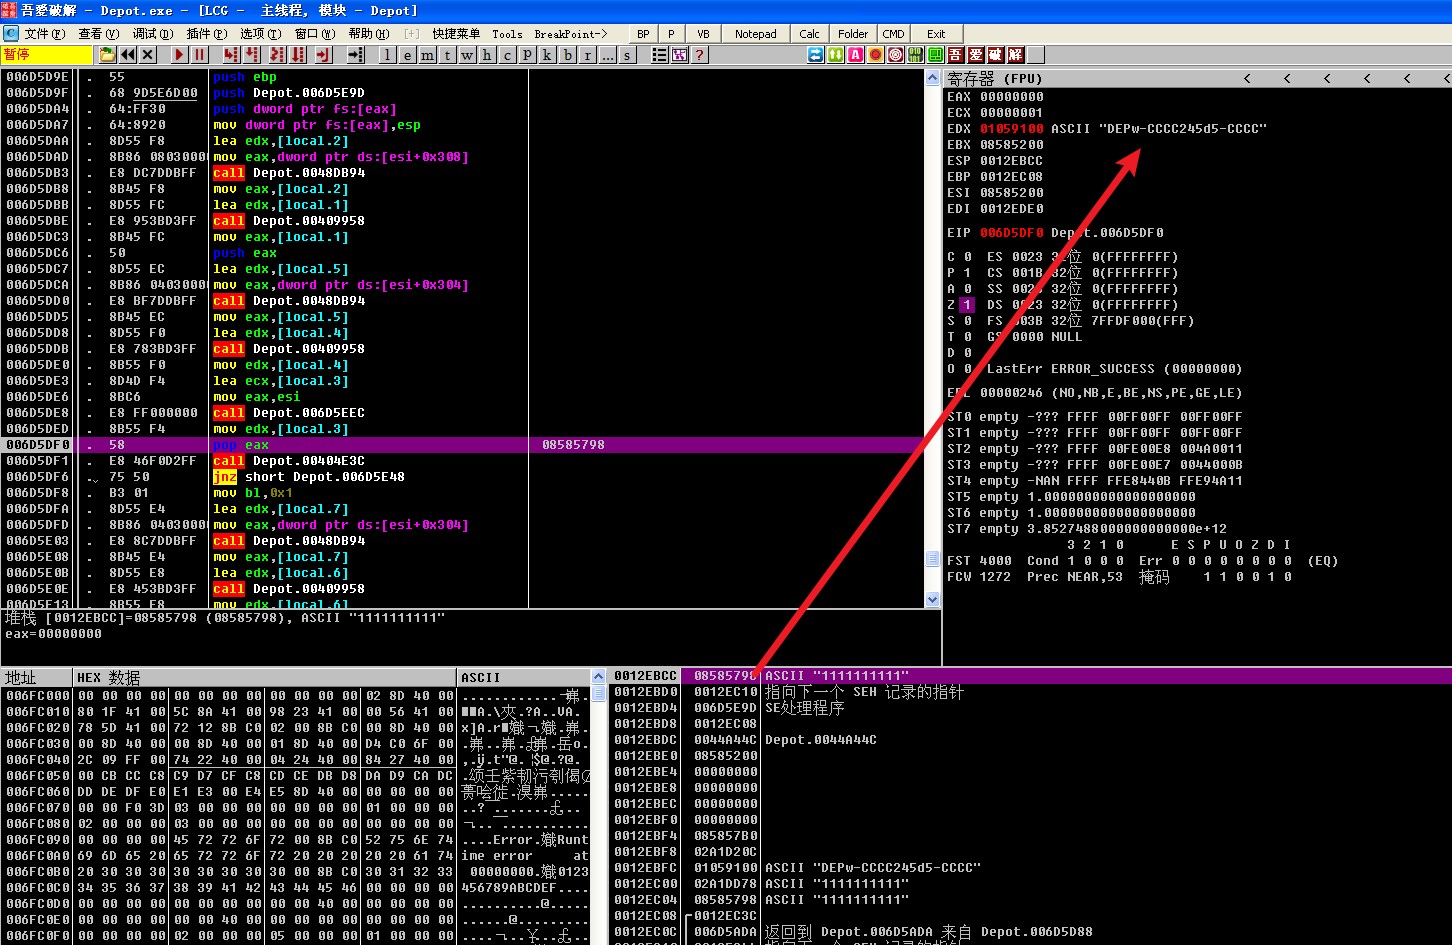 吾愛破解 - Depot.exe - [LCG -  主线程, 模块 - Depot]
文件(F) 查看(V) 调试(D) 插件(P) 选项(T) 窗口(W) 帮助(H) [+] 快捷菜单 Tools BreakPoint-> BP P VB Notepad Calc Folder CMD Exit
暂停 l e m t w h c p k b r ... s ? 吾 爱 破 解
006D5D9E . 55 push ebp
006D5D9F . 68 9D5E6D00 push Depot.006D5E9D
006D5DA4 . 64:FF30 push dword ptr fs:[eax]
006D5DA7 . 64:8920 mov dword ptr fs:[eax],esp
006D5DAA . 8D55 F8 lea edx,[local.2]
006D5DAD . 8B86 08030000 mov eax,dword ptr ds:[esi+0x308]
006D5DB3 . E8 DC7DDBFF call Depot.0048DB94
006D5DB8 . 8B45 F8 mov eax,[local.2]
006D5DBB . 8D55 FC lea edx,[local.1]
006D5DBE . E8 953BD3FF call Depot.00409958
006D5DC3 . 8B45 FC mov eax,[local.1]
006D5DC6 . 50 push eax
006D5DC7 . 8D55 EC lea edx,[local.5]
006D5DCA . 8B86 04030000 mov eax,dword ptr ds:[esi+0x304]
006D5DD0 . E8 BF7DDBFF call Depot.0048DB94
006D5DD5 . 8B45 EC mov eax,[local.5]
006D5DD8 . 8D55 F0 lea edx,[local.4]
006D5DDB . E8 783BD3FF call Depot.00409958
006D5DE0 . 8B55 F0 mov edx,[local.4]
006D5DE3 . 8D4D F4 lea ecx,[local.3]
006D5DE6 . 8BC6 mov eax,esi
006D5DE8 . E8 FF000000 call Depot.006D5EEC
006D5DED . 8B55 F4 mov edx,[local.3]
006D5DF0 . 58 pop eax 08585798
006D5DF1 . E8 46F0D2FF call Depot.00404E3C
006D5DF6 . 75 50 jnz short Depot.006D5E48
006D5DF8 . B3 01 mov bl,0x1
006D5DFA . 8D55 E4 lea edx,[local.7]
006D5DFD . 8B86 04030000 mov eax,dword ptr ds:[esi+0x304]
006D5E03 . E8 8C7DDBFF call Depot.0048DB94
006D5E08 . 8B45 E4 mov eax,[local.7]
006D5E0B . 8D55 E8 lea edx,[local.6]
006D5E0E . E8 453BD3FF call Depot.00409958
006D5E13 . 8B55 E8 mov edx,[local.6]
堆栈 [0012EBCC]=08585798 (08585798), ASCII "1111111111"
eax=00000000
寄存器 (FPU) < < < < < <
EAX 00000000
ECX 00000001
EDX 01059100 ASCII "DEPw-CCCC245d5-CCCC"
EBX 08585200
ESP 0012EBCC
EBP 0012EC08
ESI 08585200
EDI 0012EDE0
EIP 006D5DF0 Depot.006D5DF0
C 0 ES 0023 32位 0(FFFFFFFF)
P 1 CS 001B 32位 0(FFFFFFFF)
A 0 SS 0023 32位 0(FFFFFFFF)
Z 1 DS 0023 32位 0(FFFFFFFF)
S 0 FS 003B 32位 7FFDF000(FFF)
T 0 GS 0000 NULL
D 0
O 0 LastErr ERROR_SUCCESS (00000000)
EFL 00000246 (NO,NB,E,BE,NS,PE,GE,LE)
ST0 empty -??? FFFF 00FF00FF 00FF00FF
ST1 empty -??? FFFF 00FF00FF 00FF00FF
ST2 empty -??? FFFF 00FE00E8 004A0011
ST3 empty -??? FFFF 00FE00E7 0044000B
ST4 empty -NAN FFFF FFE8440B FFE94A11
ST5 empty 1.0000000000000000000
ST6 empty 1.0000000000000000000
ST7 empty 3.8527488000000000000e+12
3 2 1 0 E S P U O Z D I
FST 4000 Cond 1 0 0 0 Err 0 0 0 0 0 0 0 0 (EQ)
FCW 1272 Prec NEAR,53 掩码 1 1 0 0 1 0
地址 HEX 数据 ASCII
006FC000 00 00 00 00 00 00 00 00 00 00 00 00 02 8D 40 00
006FC010 80 1F 41 00 5C 8A 41 00 98 23 41 00 00 56 41 00
006FC020 78 5D 41 00 72 12 8B C0 02 00 8B C0 00 8D 40 00
006FC030 00 8D 40 00 00 8D 40 00 01 8D 40 00 D4 C0 6F 00
006FC040 2C 09 FF 00 74 22 40 00 04 24 40 00 84 27 40 00
006FC050 00 CB CC C8 C9 D7 CF C8 CD CE DB D8 DA D9 CA DC
006FC060 DD DE DF E0 E1 E3 00 E4 E5 8D 40 00 00 00 00 00
006FC070 00 00 F0 3D 03 00 00 00 00 00 00 00 01 00 00 00
006FC080 02 00 00 00 03 00 00 00 00 00 00 00 00 00 00 00
006FC090 00 00 00 00 45 72 72 6F 72 00 8B C0 52 75 6E 74 ....Error.嬂Runt
006FC0A0 69 6D 65 20 65 72 72 6F 72 20 20 20 20 20 61 74 ime error     at
006FC0B0 20 30 30 30 30 30 30 30 30 00 8B C0 30 31 32 33 00000000.嬂0123
006FC0C0 34 35 36 37 38 39 41 42 43 44 45 46 00 00 00 00 456789ABCDEF....
006FC0D0 00 00 00 00 00 00 00 00 00 00 40 00 00 00 00 00 ..........@.....
006FC0E0 00 00 00 00 00 00 40 00 00 00 00 00 00 00 00 00 ......@.........
006FC0F0 00 00 00 00 02 00 00 00 05 00 00 00 01 00 00 00
0012EBCC 08585798 ASCII "1111111111"
0012EBD0 0012EC10 指向下一个 SEH 记录的指针
0012EBD4 006D5E9D SE处理程序
0012EBD8 0012EC08
0012EBDC 0044A44C Depot.0044A44C
0012EBE0 08585200
0012EBE4 00000000
0012EBE8 00000000
0012EBEC 00000000
0012EBF0 00000000
0012EBF4 085857B0
0012EBF8 02A1D20C
0012EBFC 01059100 ASCII "DEPw-CCCC245d5-CCCC"
0012EC00 02A1DD78 ASCII "1111111111"
0012EC04 08585798 ASCII "1111111111"
0012EC08 0012EC3C
0012EC0C 006D5ADA 返回到 Depot.006D5ADA 来自 Depot.006D5D88